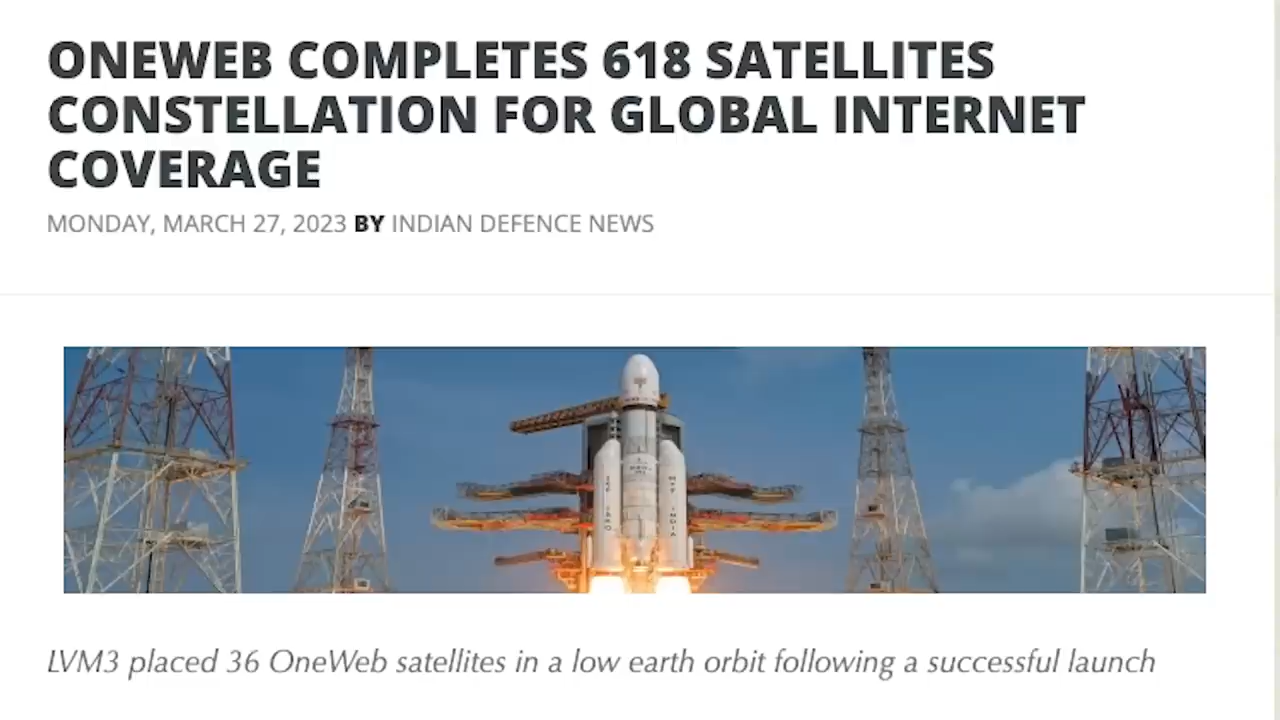 ONEWEB COMPLETES 618 SATELLITES
CONSTELLATION FOR GLOBAL INTERNET
COVERAGE
MONDAY, MARCH 27, 2023 BY INDIAN DEFENCE NEWS
LVM3 placed 36 OneWeb satellites in a low earth orbit following a successful launch